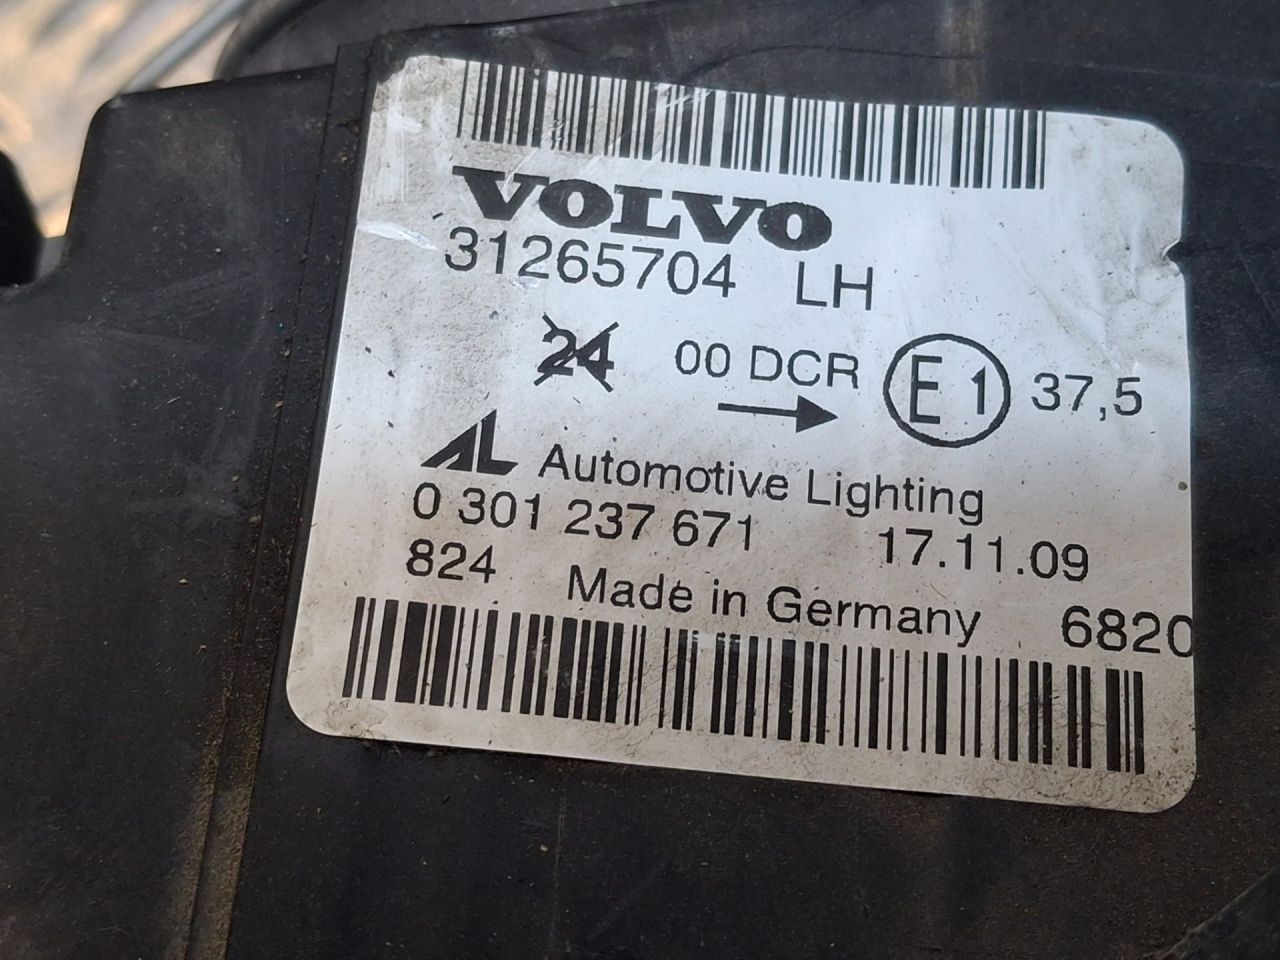 VOLVO
31265704 LH
24 00 DCR E1 37,5
AL Automotive Lighting
0 301 237 671 17.11.09
824 Made in Germany 6820